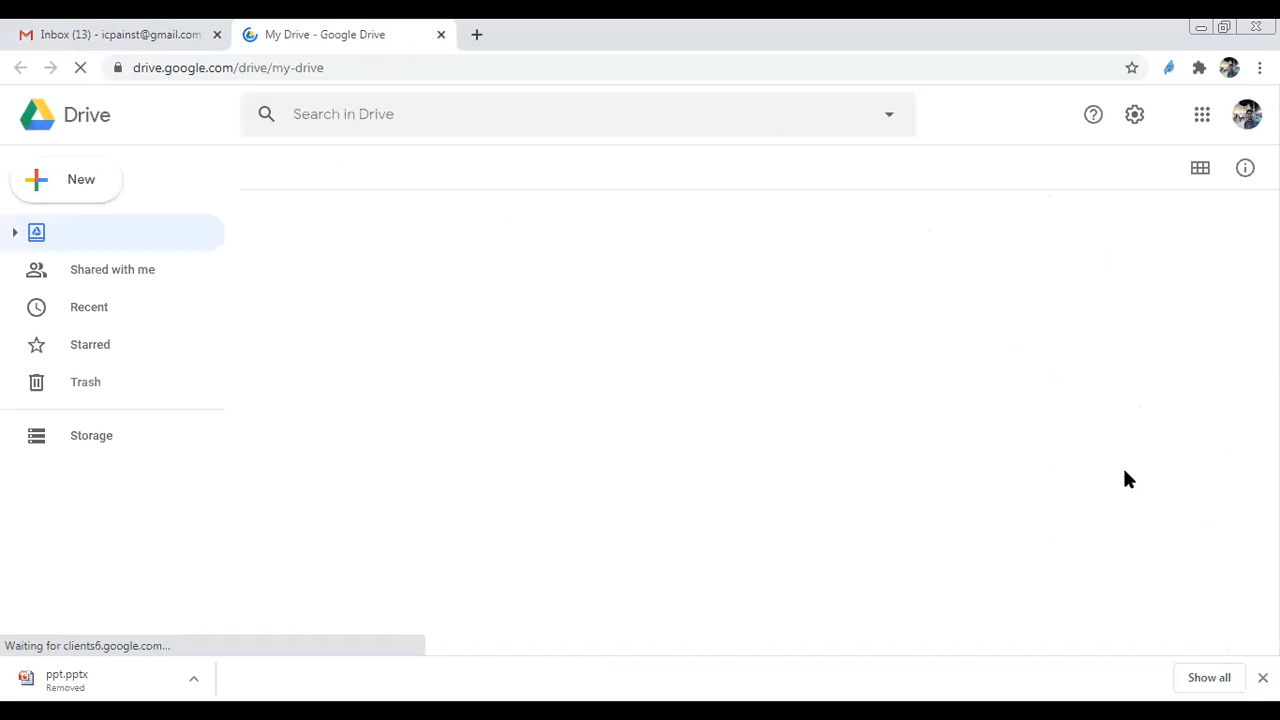 Inbox (13) - icpainst@gmail.com
My Drive - Google Drive
drive.google.com/drive/my-drive
Drive
Search in Drive
New
Shared with me
Recent
Starred
Trash
Storage
Waiting for clients6.google.com...
ppt.pptx
Removed
Show all